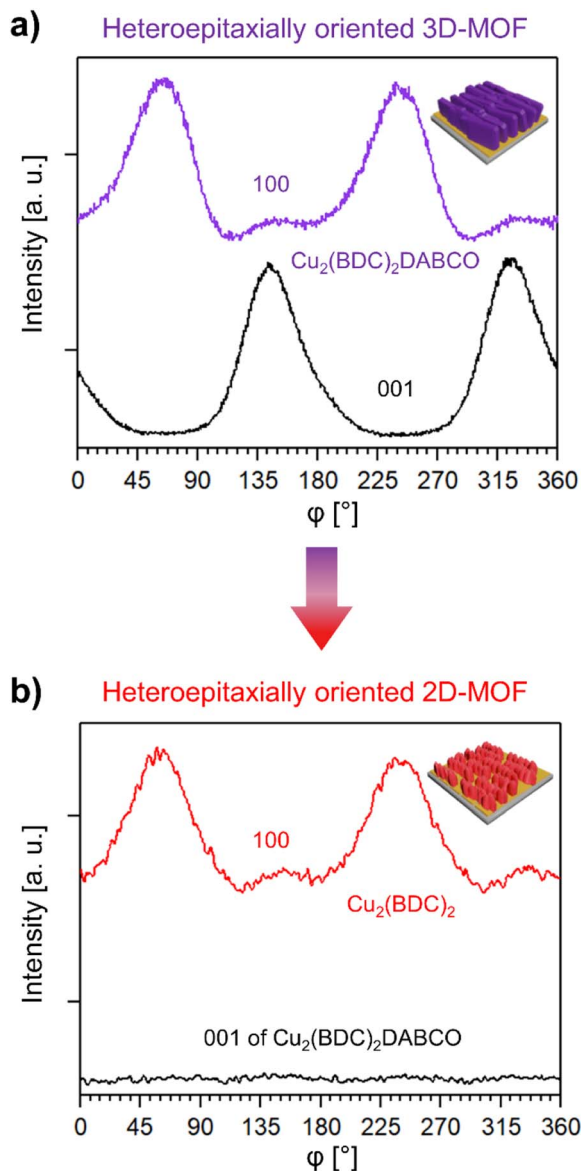 a) Heteroepitaxially oriented 3D-MOF
100
Cu₂(BDC)₂DABCO
001
Intensity [a. u.]
0 45 90 135 180 225 270 315 360
φ [°]
b) Heteroepitaxially oriented 2D-MOF
100
Cu₂(BDC)₂
001 of Cu₂(BDC)₂DABCO
Intensity [a. u.]
0 45 90 135 180 225 270 315 360
φ [°]